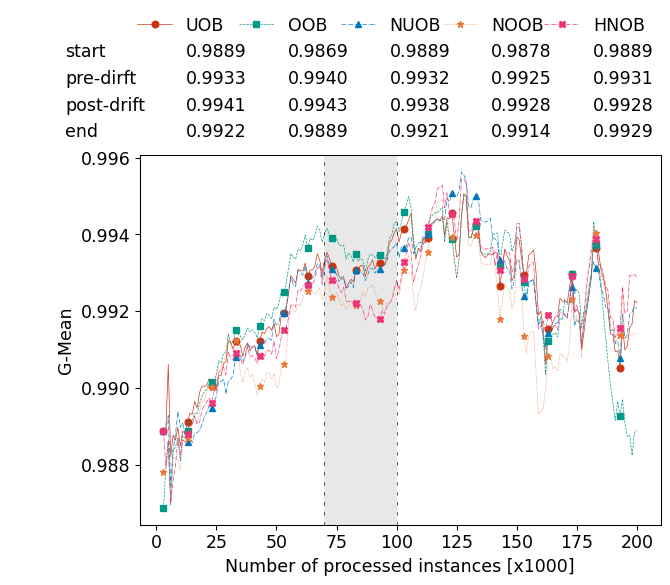 UOB OOB NUOB NOOB HNOB
start 0.9889 0.9869 0.9889 0.9878 0.9889
pre-dirft 0.9933 0.9940 0.9932 0.9925 0.9931
post-drift 0.9941 0.9943 0.9938 0.9928 0.9928
end 0.9922 0.9889 0.9921 0.9914 0.9929
0.996
0.994
0.992
0.990
0.988
G-Mean
0 25 50 75 100 125 150 175 200
Number of processed instances [x1000]